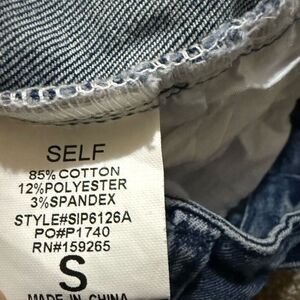 SELF
85%COTTON
12%POLYESTER
3%SPANDEX
STYLE#SIP6126A
PO#P1740
RN#159265
S
MADE IN CHINA